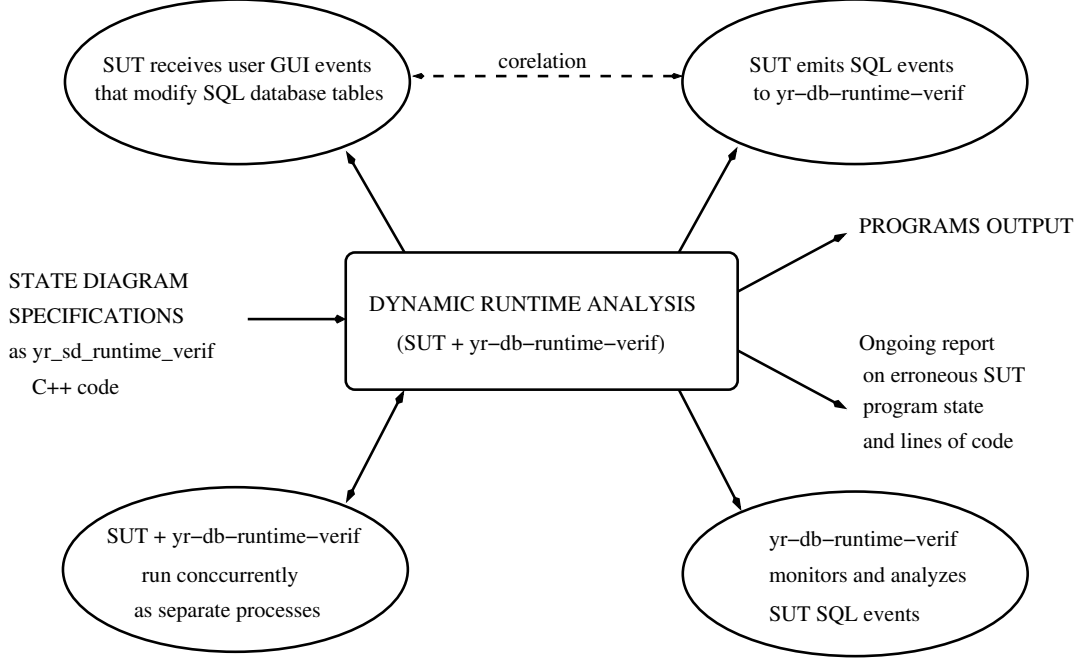 SUT receives user GUI events
that modify SQL database tables
corelation
SUT emits SQL events
to yr−db−runtime−verif
PROGRAMS OUTPUT
STATE DIAGRAM
SPECIFICATIONS
as yr_sd_runtime_verif
C++ code
DYNAMIC RUNTIME ANALYSIS
(SUT + yr−db−runtime−verif)
Ongoing report
on erroneous SUT
program state
and lines of code
SUT + yr−db−runtime−verif
run conccurrently
as separate processes
yr−db−runtime−verif
monitors and analyzes
SUT SQL events